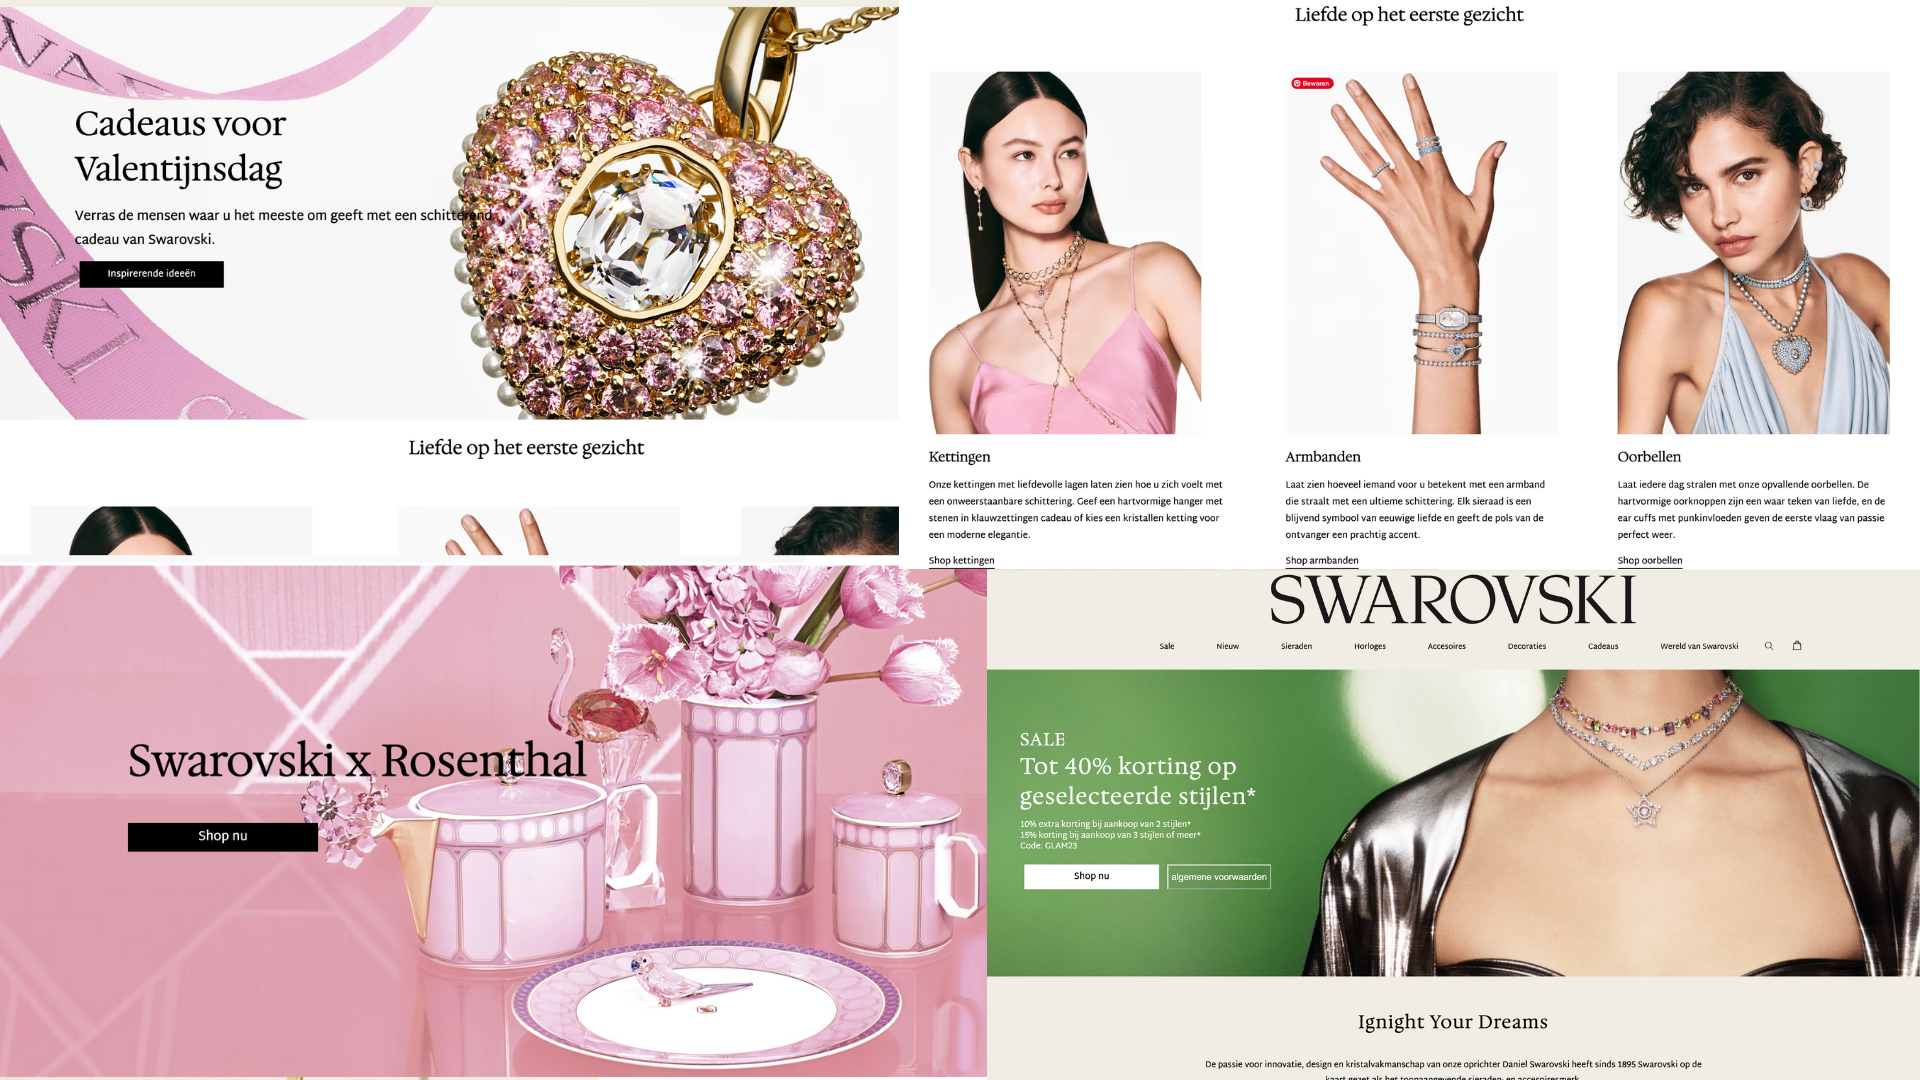 Cadeaus voor
Valentijnsdag
Verras de mensen waar u het meeste om geeft met een schitterend
cadeau van Swarovski.
Inspirerende ideeën
SKI
Liefde op het eerste gezicht
Liefde op het eerste gezicht
Bewaren
Kettingen
Onze kettingen met liefdevolle lagen laten zien hoe u zich voelt met
een onweerstaanbare schittering. Geef een hartvormige hanger met
stenen in klauwzettingen cadeau of kies een kristallen ketting voor
een moderne elegantie.
Shop kettingen
Armbanden
Laat zien hoeveel iemand voor u betekent met een armband
die straalt met een ultieme schittering. Elk sieraad is een
blijvend symbool van eeuwige liefde en geeft de pols van de
ontvanger een prachtig accent.
Shop armbanden
Oorbellen
Laat iedere dag stralen met onze opvallende oorbellen. De
hartvormige oorknoppen zijn een waar teken van liefde, en de
ear cuffs met punkinvloeden geven de eerste vlaag van passie
perfect weer.
Shop oorbellen
Swarovski x Rosenthal
Shop nu
SWAROVSKI
Sale Nieuw Sieraden Horloges Accesoires Decoraties Cadeaus Wereld van Swarovski
SALE
Tot 40% korting op
geselecteerde stijlen*
10% extra korting bij aankoop van 2 stijlen*
15% korting bij aankoop van 3 stijlen of meer*
Code: GLAM23
Shop nu
algemene voorwaarden
Ignight Your Dreams
De passie voor innovatie, design en kristalvakmanschap van onze oprichter Daniel Swarovski heeft sinds 1895 Swarovski op de
kaart gezet als het toonaangevende sieraden- en accesoiresmerk.